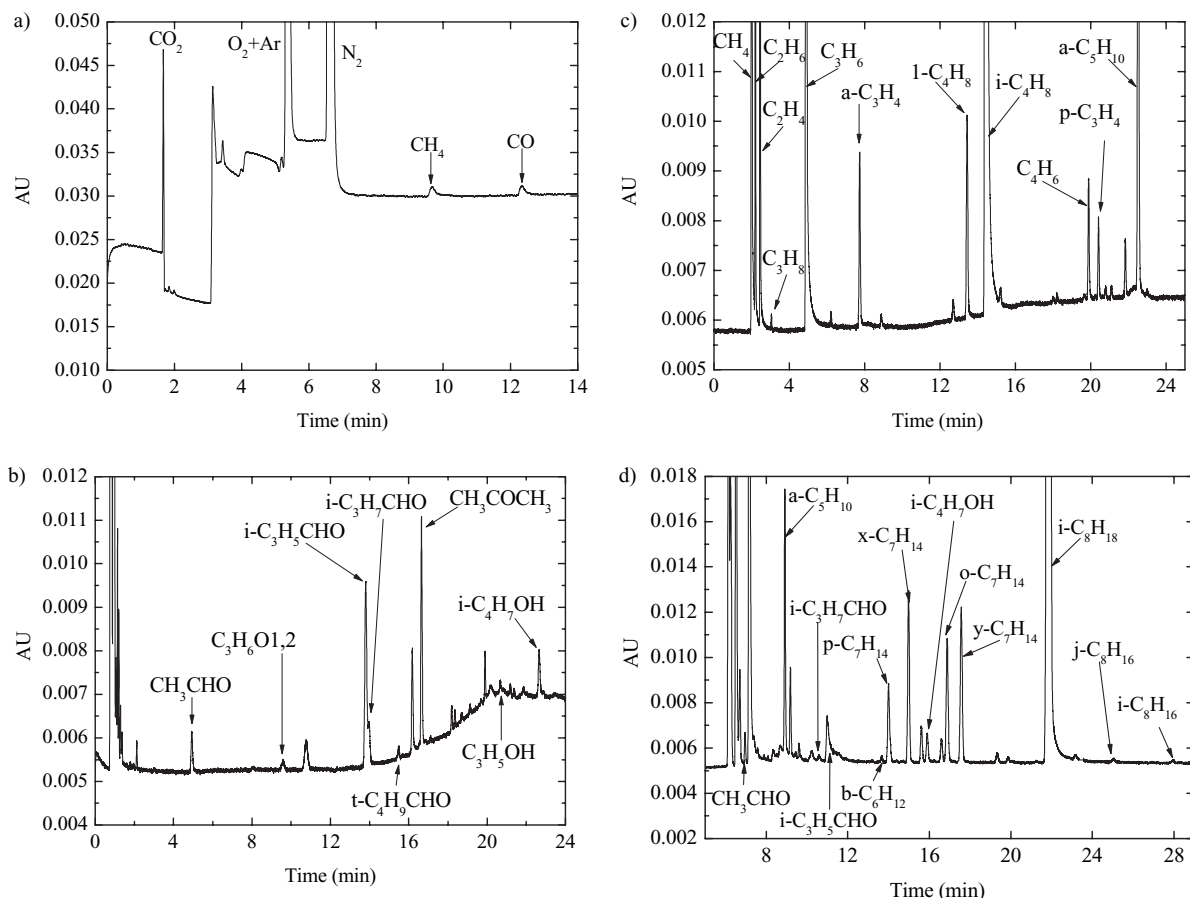 a)
0.050
0.045
0.040
0.035
0.030
0.025
0.020
0.015
0.010
AU
CO₂
O₂+Ar
N₂
CH₄
CO
0 2 4 6 8 10 12 14
Time (min)
c)
0.012
0.011
0.010
0.009
0.008
0.007
0.006
0.005
AU
CH₄
C₂H₆
C₂H₄
C₃H₈
C₃H₆
a-C₃H₄
1-C₄H₈
i-C₄H₈
a-C₅H₁₀
p-C₃H₄
C₄H₆
0 4 8 12 16 20 24
Time (min)
b)
0.012
0.011
0.010
0.009
0.008
0.007
0.006
0.005
0.004
AU
CH₃CHO
C₃H₆O1,2
i-C₃H₅CHO
i-C₃H₇CHO
CH₃COCH₃
i-C₄H₇OH
C₃H₅OH
t-C₄H₉CHO
0 4 8 12 16 20 24
Time (min)
d)
0.018
0.016
0.014
0.012
0.010
0.008
0.006
0.004
0.002
AU
a-C₅H₁₀
i-C₄H₇OH
x-C₇H₁₄
o-C₇H₁₄
i-C₈H₁₈
i-C₃H₇CHO
p-C₇H₁₄
y-C₇H₁₄
j-C₈H₁₆
i-C₈H₁₆
CH₃CHO
b-C₆H₁₂
i-C₃H₅CHO
8 12 16 20 24 28
Time (min)